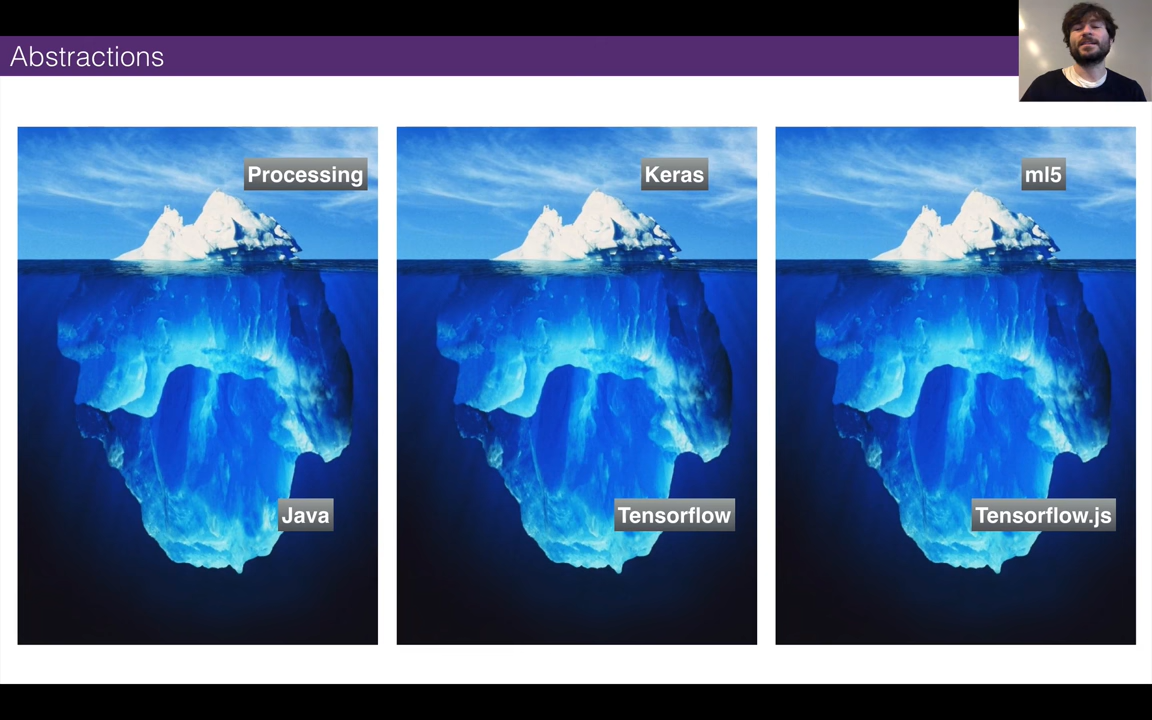 Abstractions
Processing
Keras
ml5
Java
Tensorflow
Tensorflow.js